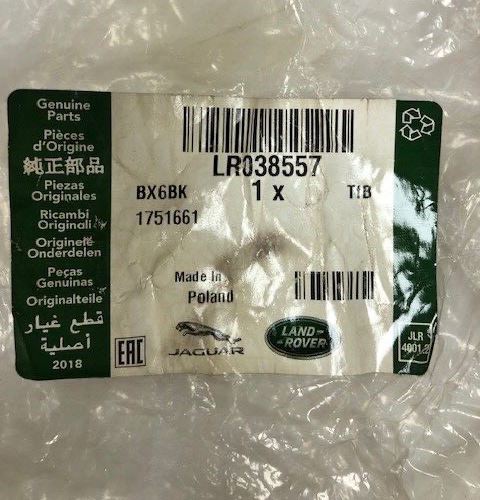 Genuine
Parts
Pièces
d'Origine
純正部品
Piezas
Originales
Ricambi
Originali
Originele
Onderdelen
Peças
Genuinas
Originalteile
قطع غيار
أصلية
2018
LR038557
BX6BK
1 x
T1B
1751661
Made In
Poland
EAC
JAGUAR
LAND-
-ROVER
JLR